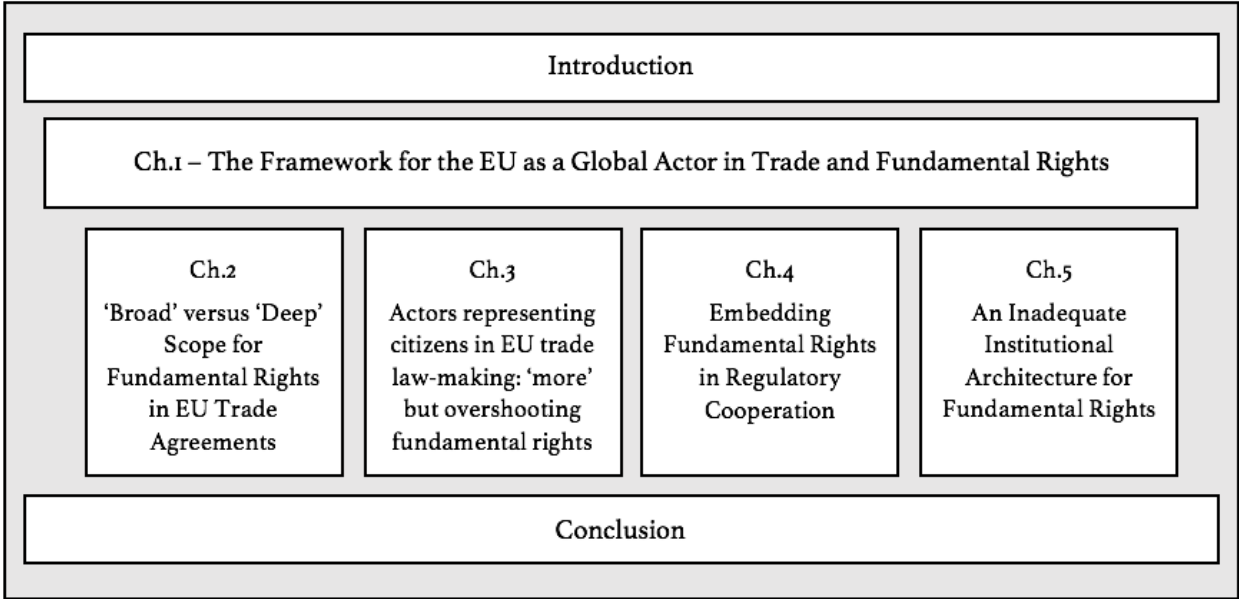 Introduction
Ch.1 – The Framework for the EU as a Global Actor in Trade and Fundamental Rights
Ch.2
‘Broad’ versus ‘Deep’
Scope for
Fundamental Rights
in EU Trade
Agreements
Ch.3
Actors representing
citizens in EU trade
law-making: ‘more’
but overshooting
fundamental rights
Ch.4
Embedding
Fundamental Rights
in Regulatory
Cooperation
Ch.5
An Inadequate
Institutional
Architecture for
Fundamental Rights
Conclusion